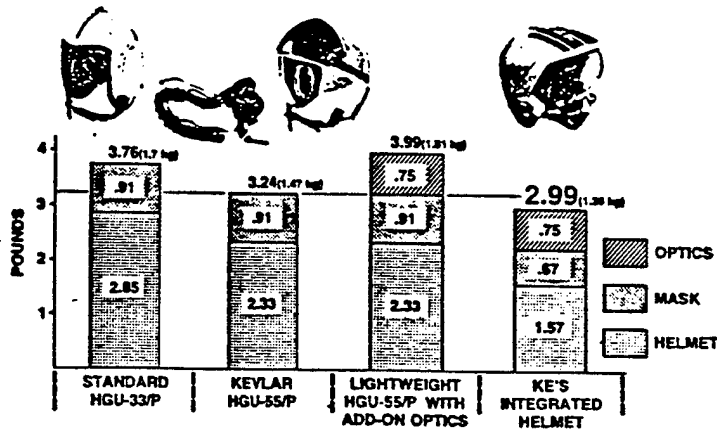 4
3.76(1.7 kg)
3.24(1.47 kg)
3.99(1.81 kg)
2.99(1.36 kg)
.91
.75
.91
.91
.75
.67
3
2
1
POUNDS
2.85
2.33
2.33
1.57
OPTICS
MASK
HELMET
STANDARD
HGU-33/P
KEVLAR
HGU-55/P
LIGHTWEIGHT
HGU-55/P WITH
ADD-ON OPTICS
KE'S
INTEGRATED
HELMET